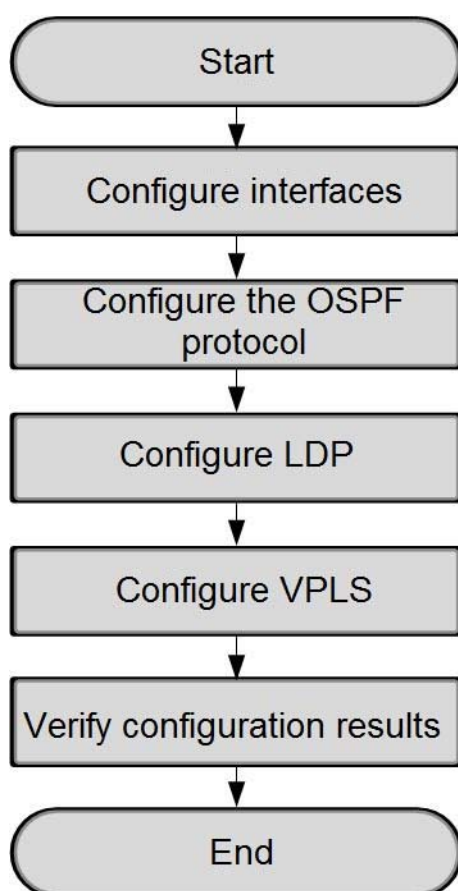 Start
Configure interfaces
Configure the OSPF
protocol
Configure LDP
Configure VPLS
Verify configuration results
End